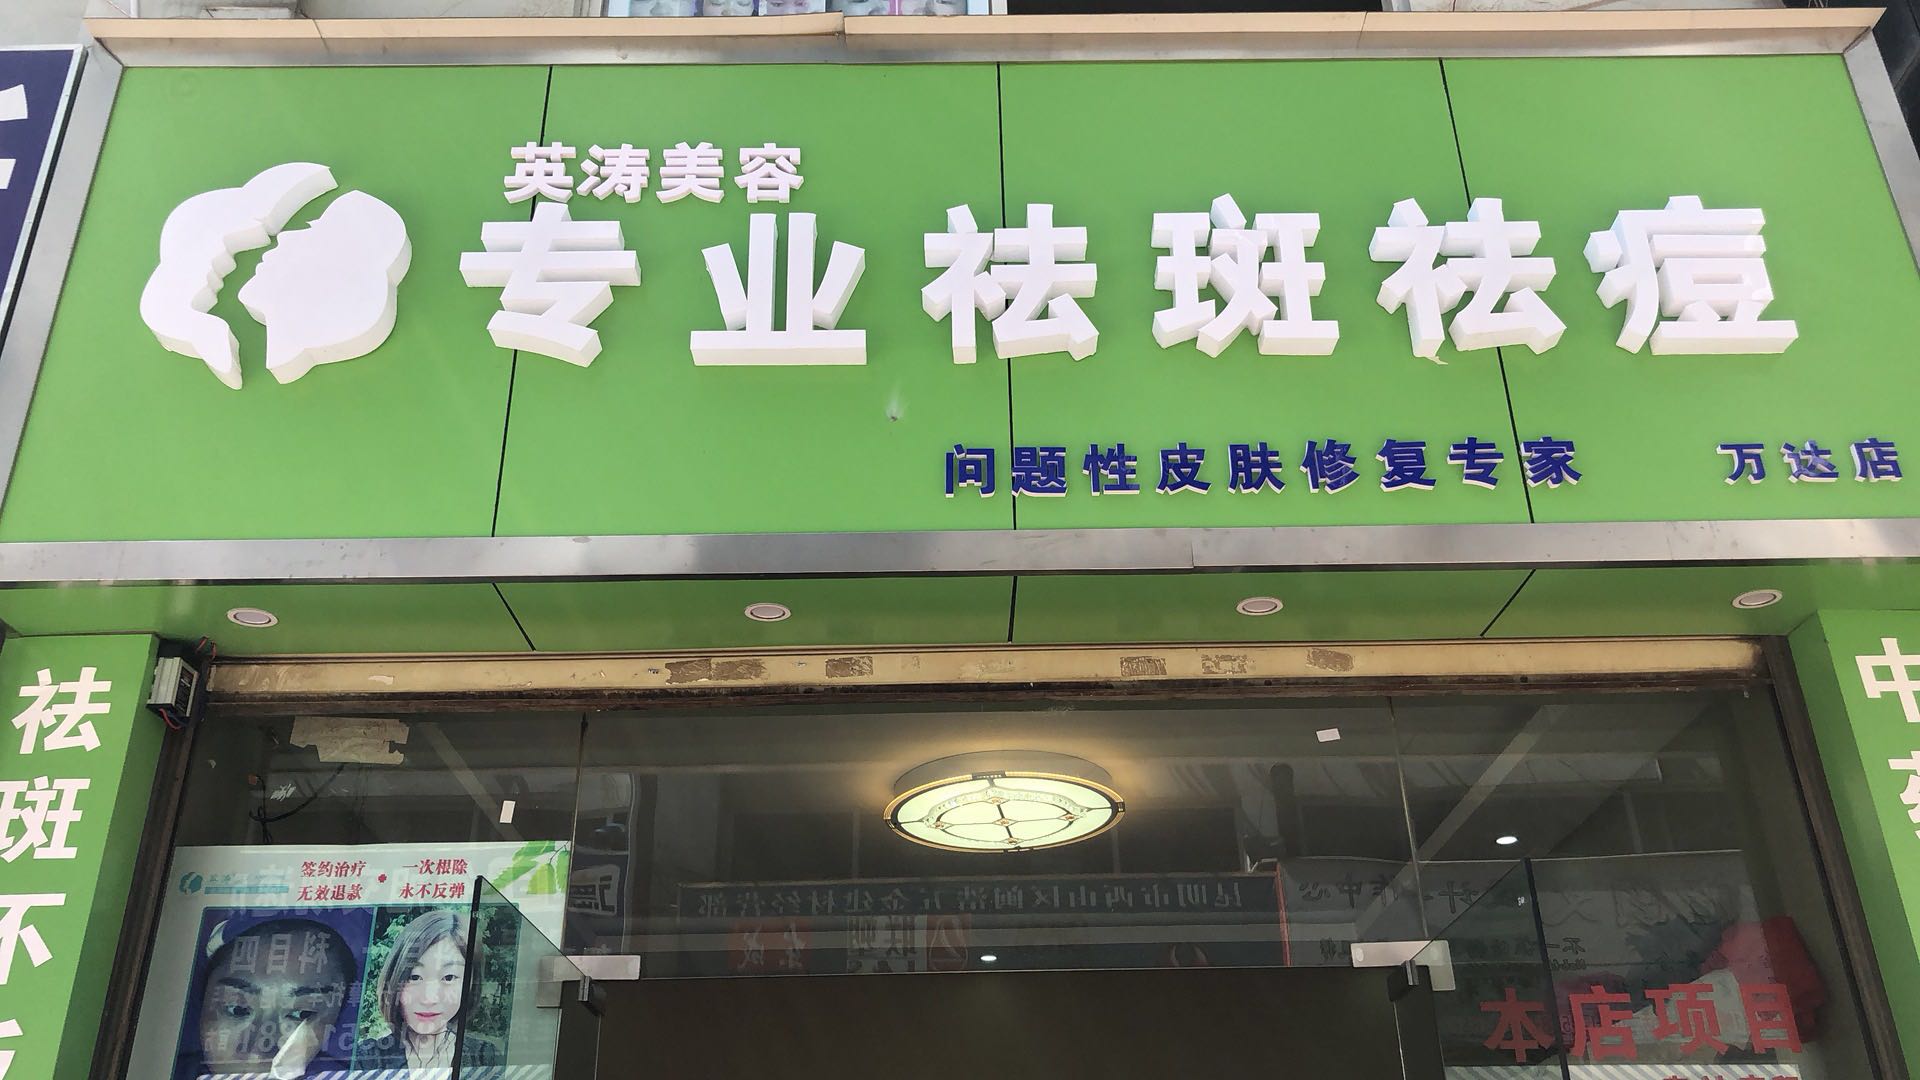 英涛美容
专业祛斑祛痘
问题性皮肤修复专家 万达店
祛斑不
中
签约治疗 一次根除
无效退款 永不反弹
本店项目